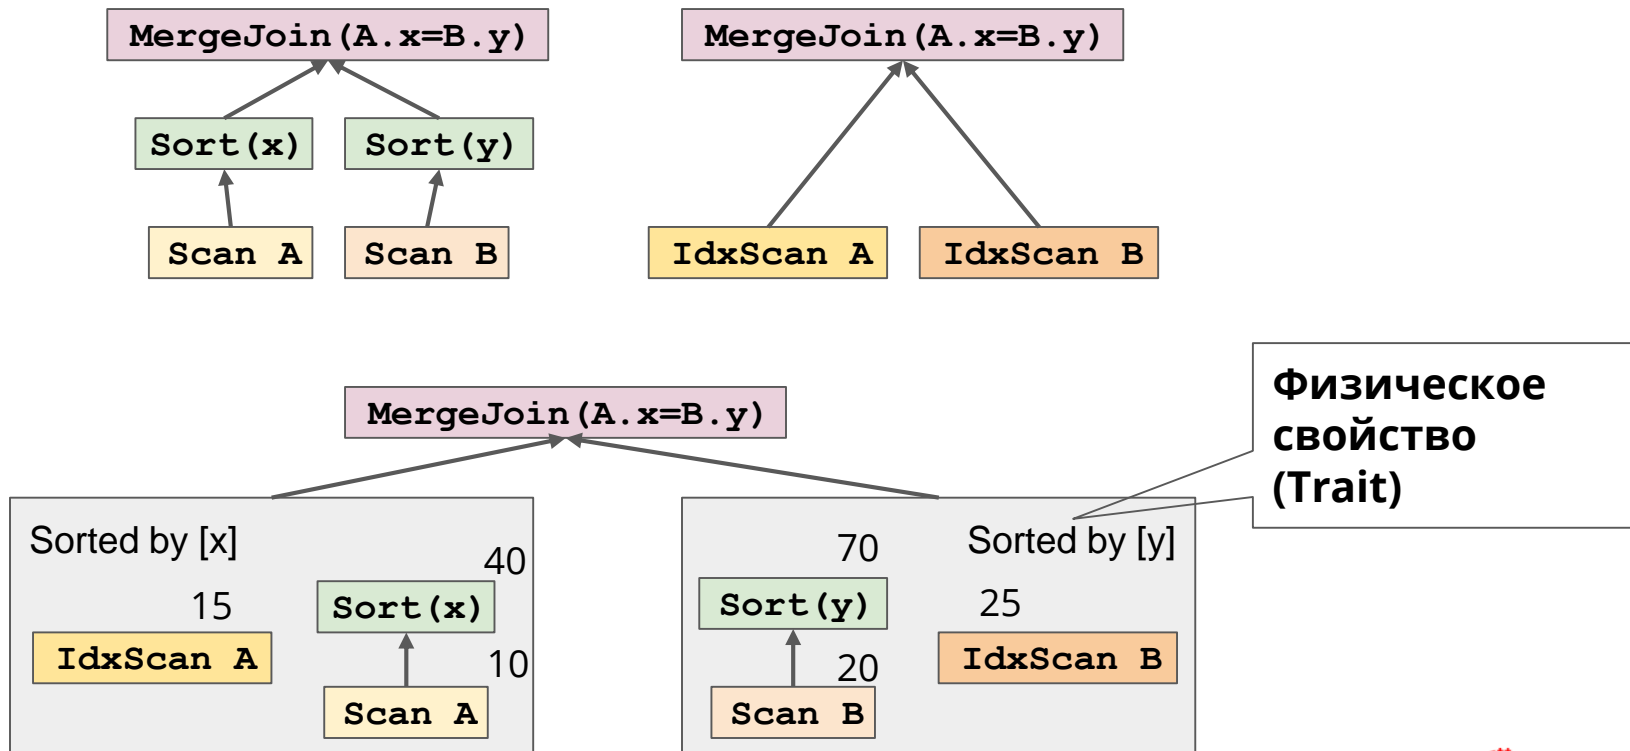 MergeJoin(A.x=B.y)
MergeJoin(A.x=B.y)
Sort(x)
Sort(y)
Scan A
Scan B
IdxScan A
IdxScan B
Физическое
свойство
(Trait)
MergeJoin(A.x=B.y)
Sorted by [x]
40
15
Sort(x)
IdxScan A
10
Scan A
70
Sorted by [y]
Sort(y)
25
20
IdxScan B
Scan B